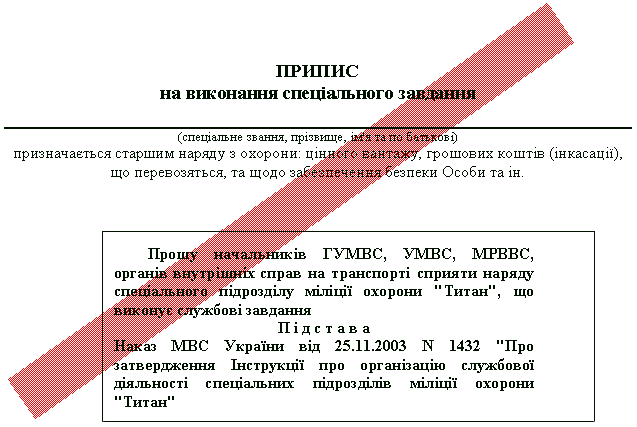 ПРИПИС
на виконання спеціального завдання
(спеціальне звання, прізвище, ім'я та по батькові)
призначається старшим наряду з охорони: цінного вантажу, грошових коштів (інкасації),
що перевозяться, та щодо забезпечення безпеки Особи та ін.
Прошу начальників ГУМВС, УМВС, МРВВС,
органів внутрішніх справ на транспорті сприяти наряду
спеціального підрозділу міліції охорони "Титан", що
виконує службові завдання
П і д с т а в а
Наказ МВС України від 25.11.2003 N 1432 "Про
затвердження Інструкції про організацію службової
діяльності спеціальних підрозділів міліції охорони
"Титан"